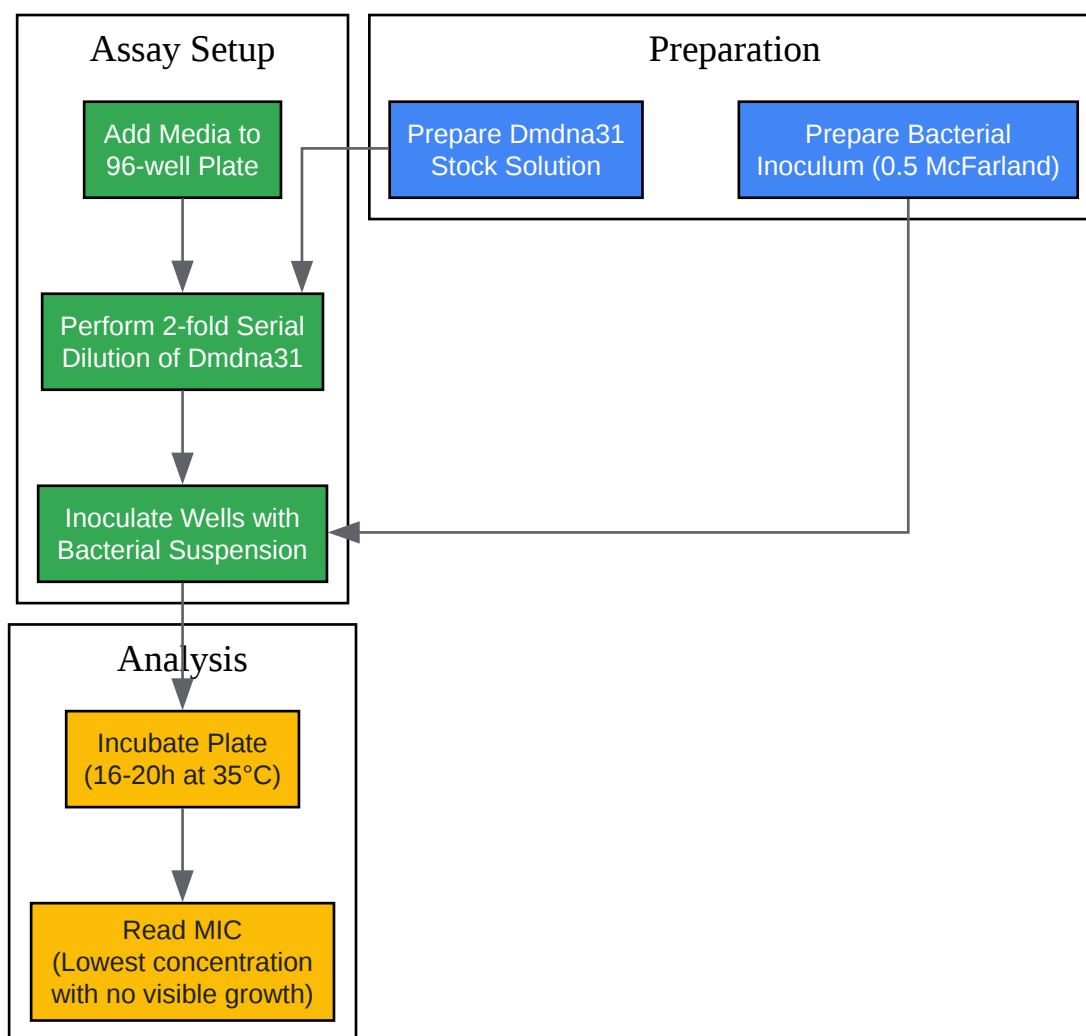 Assay Setup
Add Media to
96-well Plate
Perform 2-fold Serial
Dilution of Dmdna31
Inoculate Wells with
Bacterial Suspension
Preparation
Prepare Dmdna31
Stock Solution
Prepare Bacterial
Inoculum (0.5 McFarland)
Analysis
Incubate Plate
(16-20h at 35°C)
Read MIC
(Lowest concentration
with no visible growth)